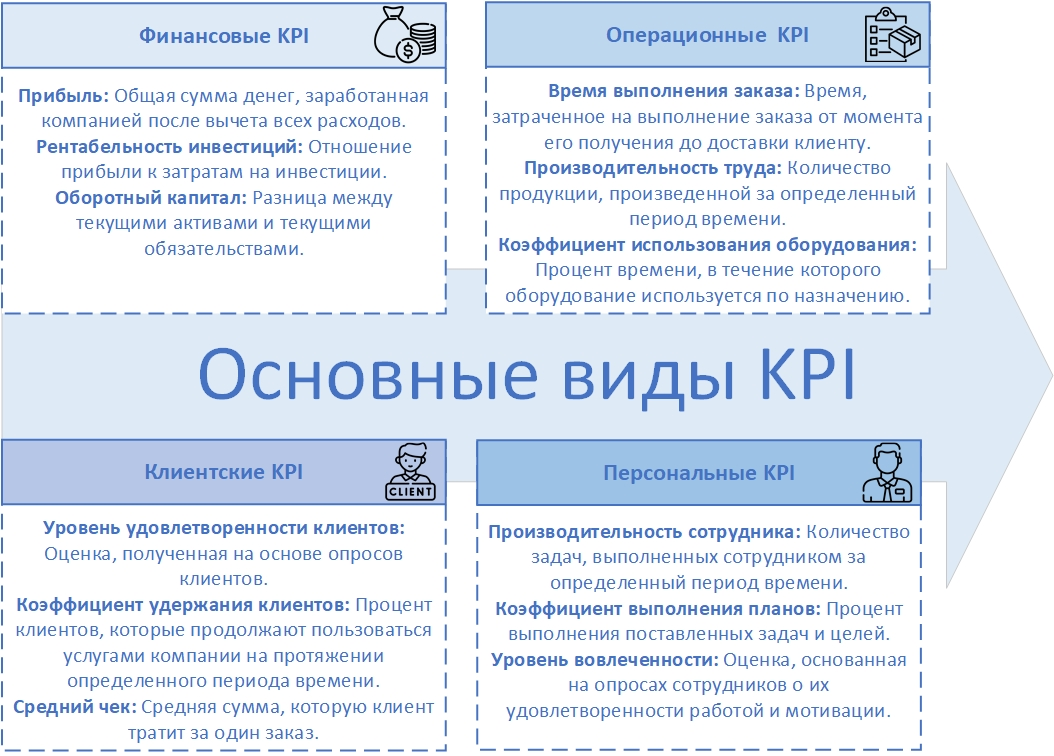 Финансовые KPI
Прибыль: Общая сумма денег, заработанная
компанией после вычета всех расходов.
Рентабельность инвестиций: Отношение
прибыли к затратам на инвестиции.
Оборотный капитал: Разница между
текущими активами и текущими
обязательствами.
Операционные KPI
Время выполнения заказа: Время,
затраченное на выполнение заказа от момента
его получения до доставки клиенту.
Производительность труда: Количество
продукции, произведенной за определенный
период времени.
Коэффициент использования оборудования:
Процент времени, в течение которого
оборудование используется по назначению.
Основные виды KPI
Клиентские KPI
CLIENT
Уровень удовлетворенности клиентов:
Оценка, полученная на основе опросов
клиентов.
Коэффициент удержания клиентов: Процент
клиентов, которые продолжают пользоваться
услугами компании на протяжении
определенного периода времени.
Средний чек: Средняя сумма, которую клиент
тратит за один заказ.
Персональные KPI
Производительность сотрудника: Количество
задач, выполненных сотрудником за
определенный период времени.
Коэффициент выполнения планов: Процент
выполнения поставленных задач и целей.
Уровень вовлеченности: Оценка, основанная
на опросах сотрудников о их
удовлетворенности работой и мотивации.